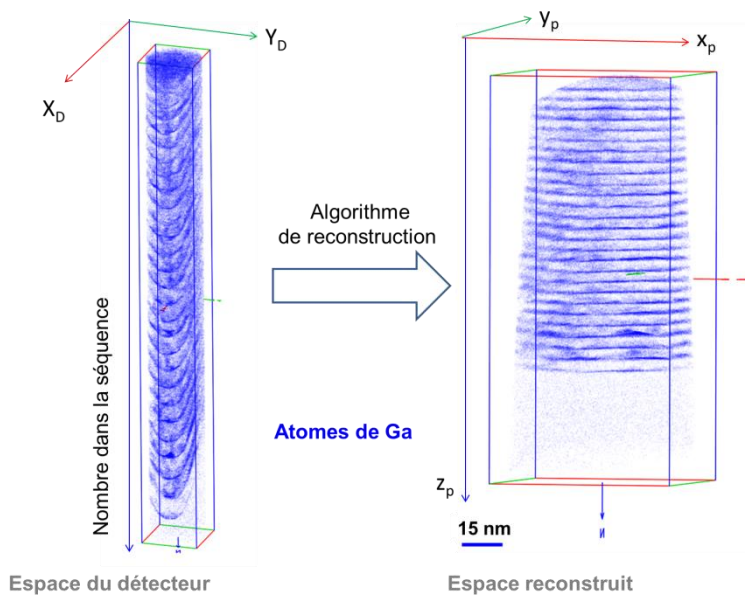 X_D
Y_D
Nombre dans la séquence
Espace du détecteur
Algorithme
de reconstruction
Atomes de Ga
y_p
x_p
z_p
15 nm
Espace reconstruit